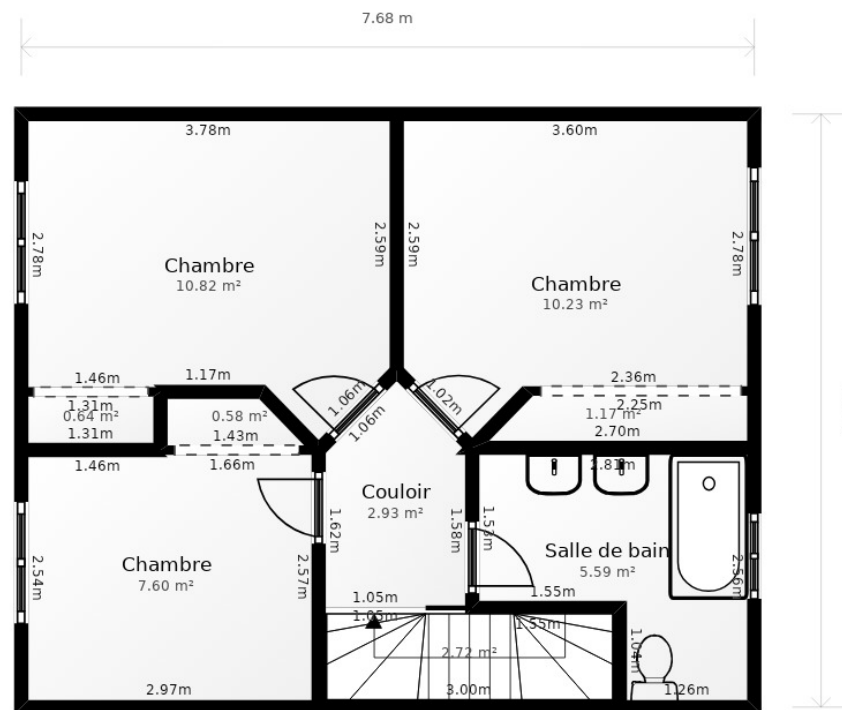 7.68 m
3.78m
3.60m
2.78m
2.59m
2.59m
2.78m
Chambre
10.82 m²
Chambre
10.23 m²
1.46m
1.17m
1.06m
1.02m
2.36m
1.31m
0.64 m²
0.58 m²
1.06m
2.25m
1.17 m²
1.31m
1.43m
2.70m
1.46m
1.66m
2.81m
Couloir
2.93 m²
1.62m
1.58m
1.53m
Salle de bain
5.59 m²
Chambre
7.60 m²
2.54m
2.57m
2.56m
1.05m
1.55m
1.05m
1.55m
2.72 m²
1.04m
2.97m
3.00m
1.26m